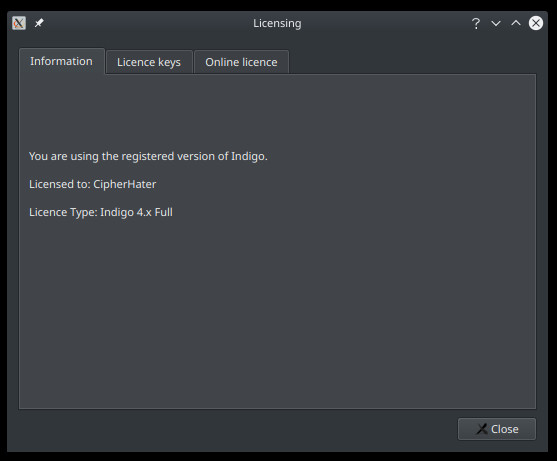 Licensing
Information
Licence keys
Online licence
You are using the registered version of Indigo.
Licensed to: CipherHater
Licence Type: Indigo 4.x Full
Close